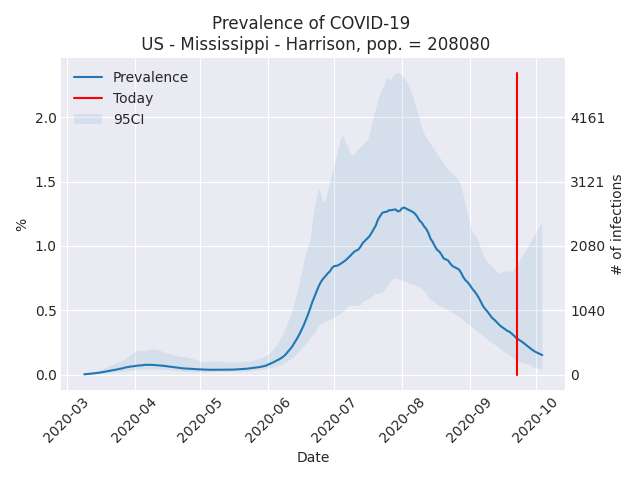 Prevalence of COVID-19
US - Mississippi - Harrison, pop. = 208080
Prevalence
Today
95CI
2.0
1.5
1.0
0.5
0.0
%
4161
3121
2080
1040
0
# of infections
2020-03
2020-04
2020-05
2020-06
2020-07
2020-08
2020-09
2020-10
Date